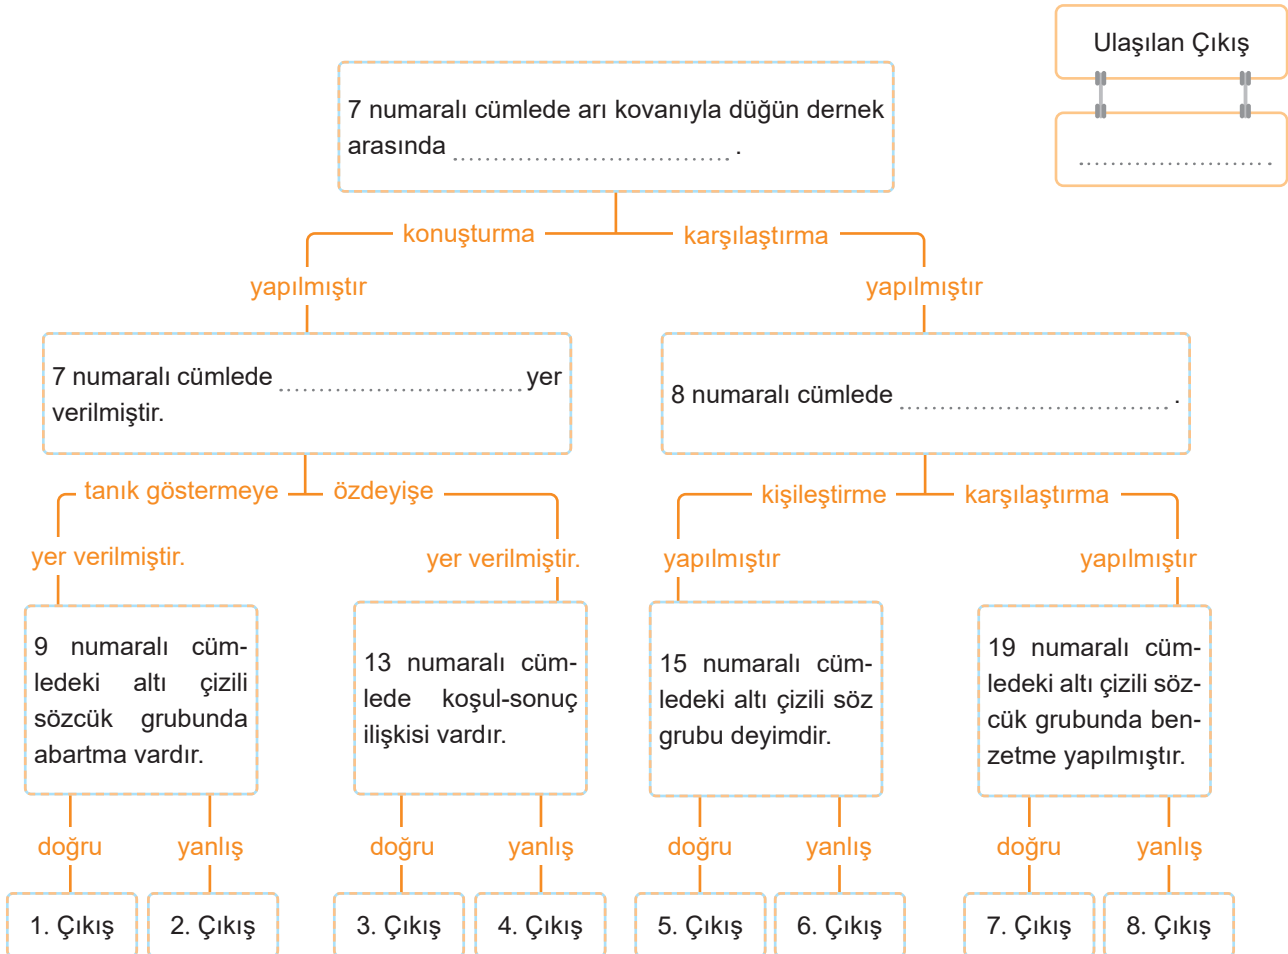 Ulaşılan Çıkış
7 numaralı cümlede arı kovanıyla düğün dernek
arasında .............................. .
konuşturma
karşılaştırma
yapılmıştır
yapılmıştır
7 numaralı cümlede .............................. yer
verilmiştir.
8 numaralı cümlede .............................. .
tanık göstermeye
özdeyişe
kişileştirme
karşılaştırma
yer verilmiştir.
yer verilmiştir.
yapılmıştır
yapılmıştır
9 numaralı cüm-
ledeki altı çizili
sözcük grubunda
abartma vardır.
13 numaralı cüm-
lede koşul-sonuç
ilişkisi vardır.
15 numaralı cüm-
ledeki altı çizili söz
grubu deyimdir.
19 numaralı cüm-
ledeki altı çizili söz-
cük grubunda ben-
zetme yapılmıştır.
doğru
yanlış
doğru
yanlış
doğru
yanlış
doğru
yanlış
1. Çıkış
2. Çıkış
3. Çıkış
4. Çıkış
5. Çıkış
6. Çıkış
7. Çıkış
8. Çıkış